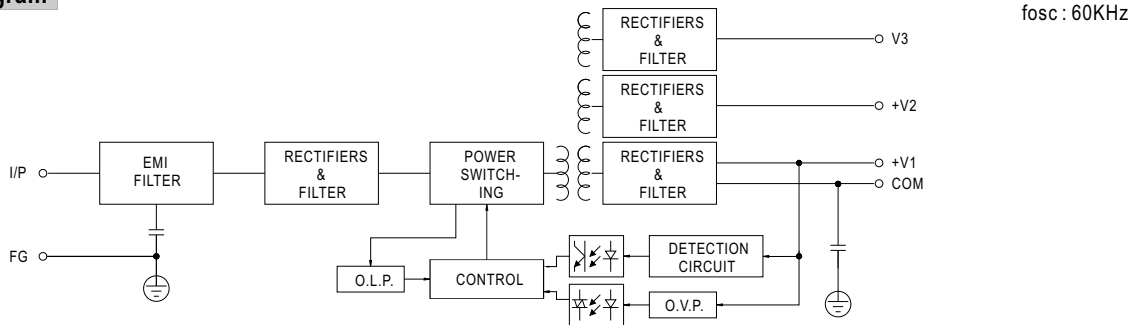 fosc : 60KHz
RECTIFIERS
&
FILTER
V3
RECTIFIERS
&
FILTER
+V2
I/P
EMI
FILTER
RECTIFIERS
&
FILTER
POWER
SWITCH-
ING
RECTIFIERS
&
FILTER
+V1
COM
FG
O.L.P.
CONTROL
DETECTION
CIRCUIT
O.V.P.